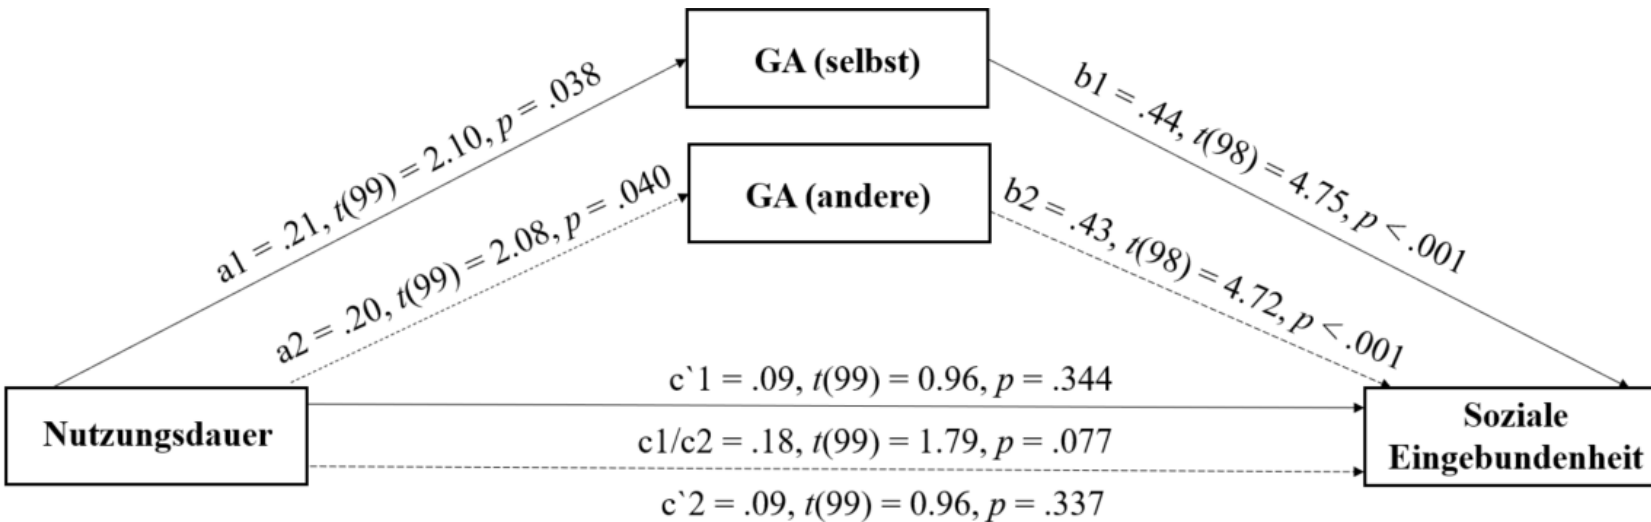 GA (selbst)
a1 = .21, t(99) = 2.10, p = .038
b1 = .44, t(98) = 4.75, p < .001
GA (andere)
a2 = .20, t(99) = 2.08, p = .040
b2 = .43, t(98) = 4.72, p < .001
c`1 = .09, t(99) = 0.96, p = .344
Nutzungsdauer
c1/c2 = .18, t(99) = 1.79, p = .077
Soziale
Eingebundenheit
c`2 = .09, t(99) = 0.96, p = .337